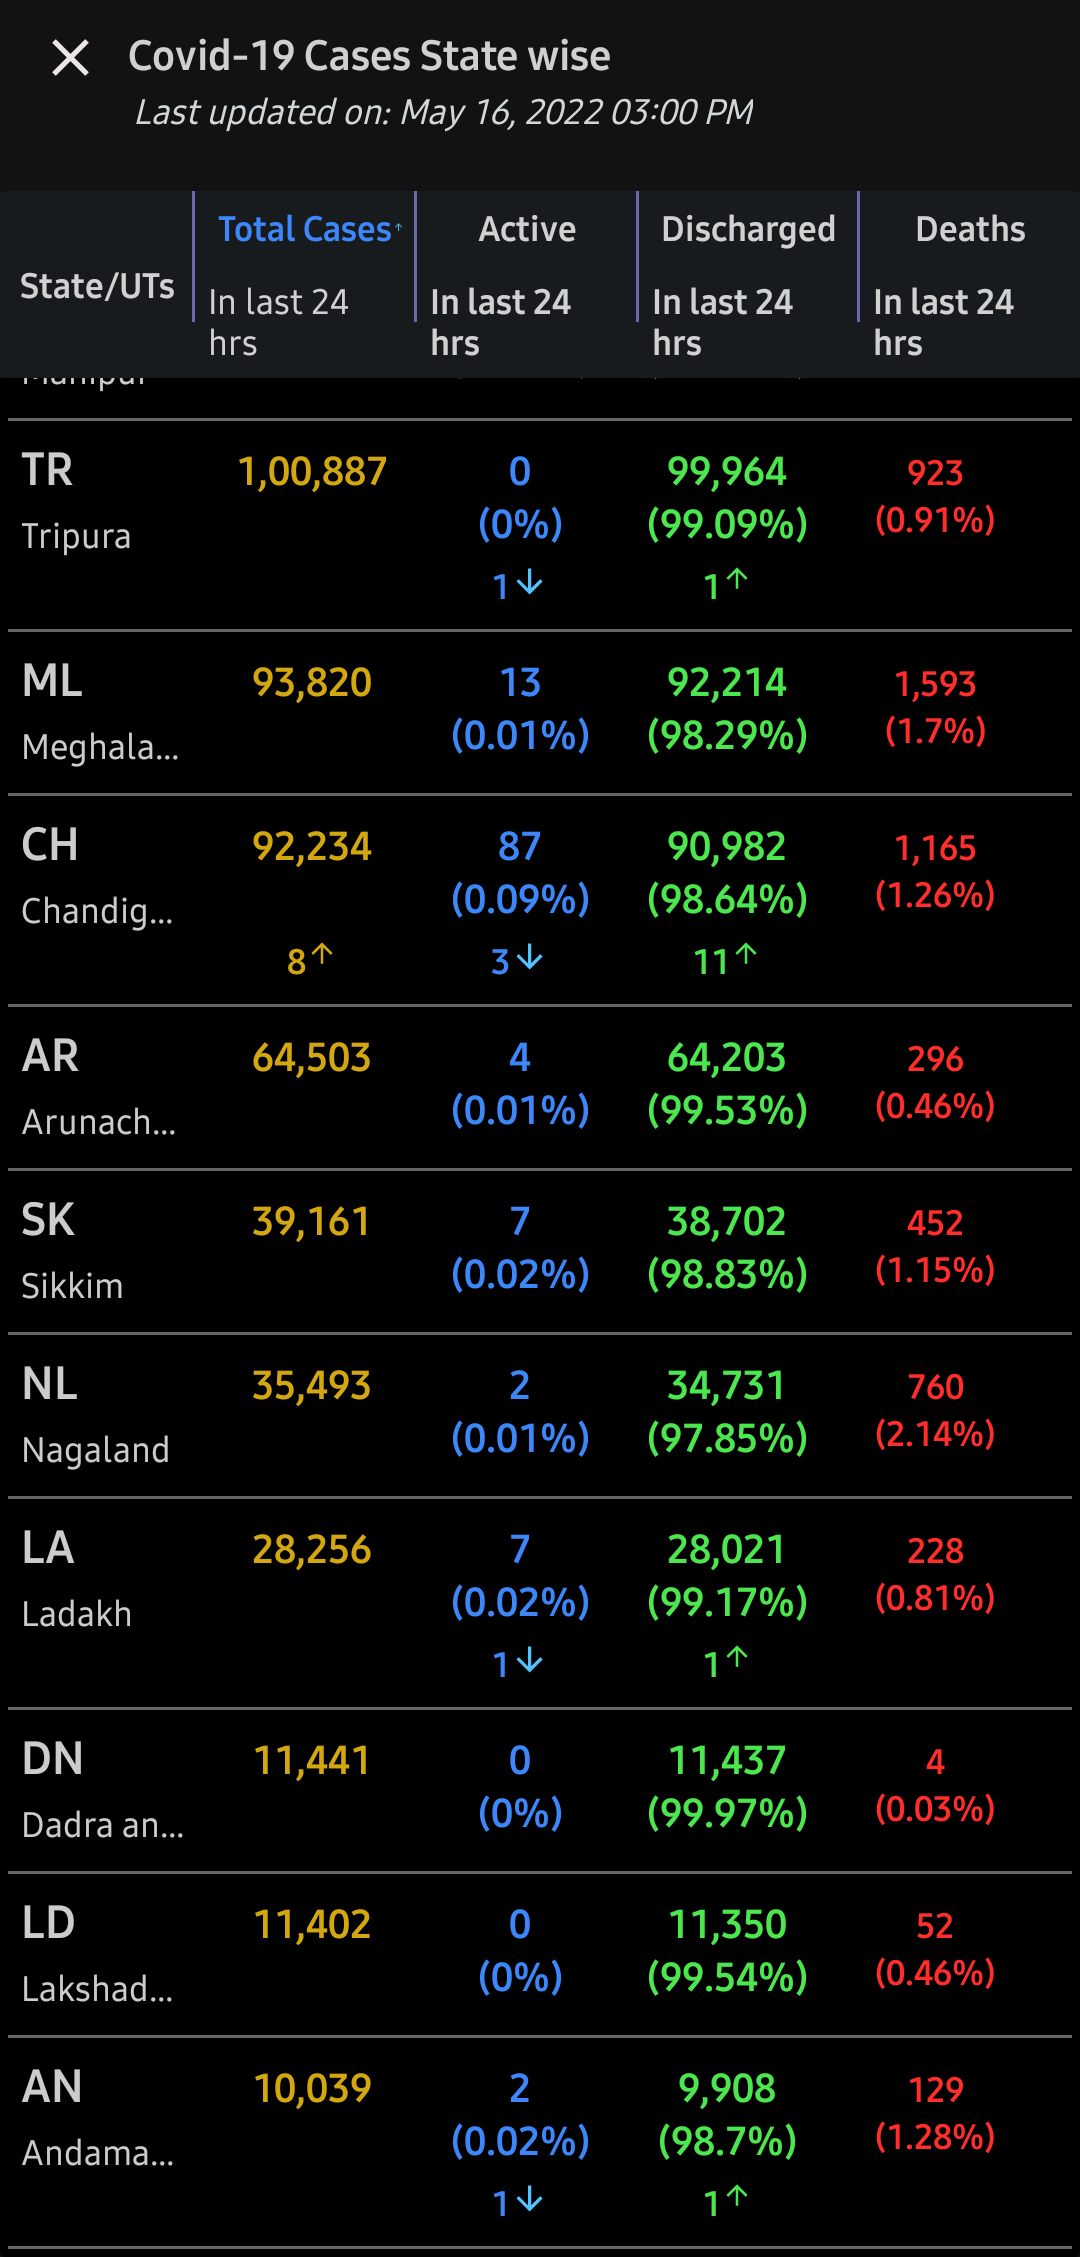 Covid-19 Cases State wise
Last updated on: May 16, 2022 03:00 PM
State/UTs
Total Cases↑ Active Discharged Deaths
In last 24 hrs In last 24 hrs In last 24 hrs In last 24 hrs
Manipur
TR 1,00,887 0 99,964 923
Tripura (0%) (99.09%) (0.91%)
1↓ 1↑
ML 93,820 13 92,214 1,593
Meghala... (0.01%) (98.29%) (1.7%)
CH 92,234 87 90,982 1,165
Chandig... (0.09%) (98.64%) (1.26%)
8↑ 3↓ 11↑
AR 64,503 4 64,203 296
Arunach... (0.01%) (99.53%) (0.46%)
SK 39,161 7 38,702 452
Sikkim (0.02%) (98.83%) (1.15%)
NL 35,493 2 34,731 760
Nagaland (0.01%) (97.85%) (2.14%)
LA 28,256 7 28,021 228
Ladakh (0.02%) (99.17%) (0.81%)
1↓ 1↑
DN 11,441 0 11,437 4
Dadra an... (0%) (99.97%) (0.03%)
LD 11,402 0 11,350 52
Lakshad... (0%) (99.54%) (0.46%)
AN 10,039 2 9,908 129
Andama... (0.02%) (98.7%) (1.28%)
1↓ 1↑